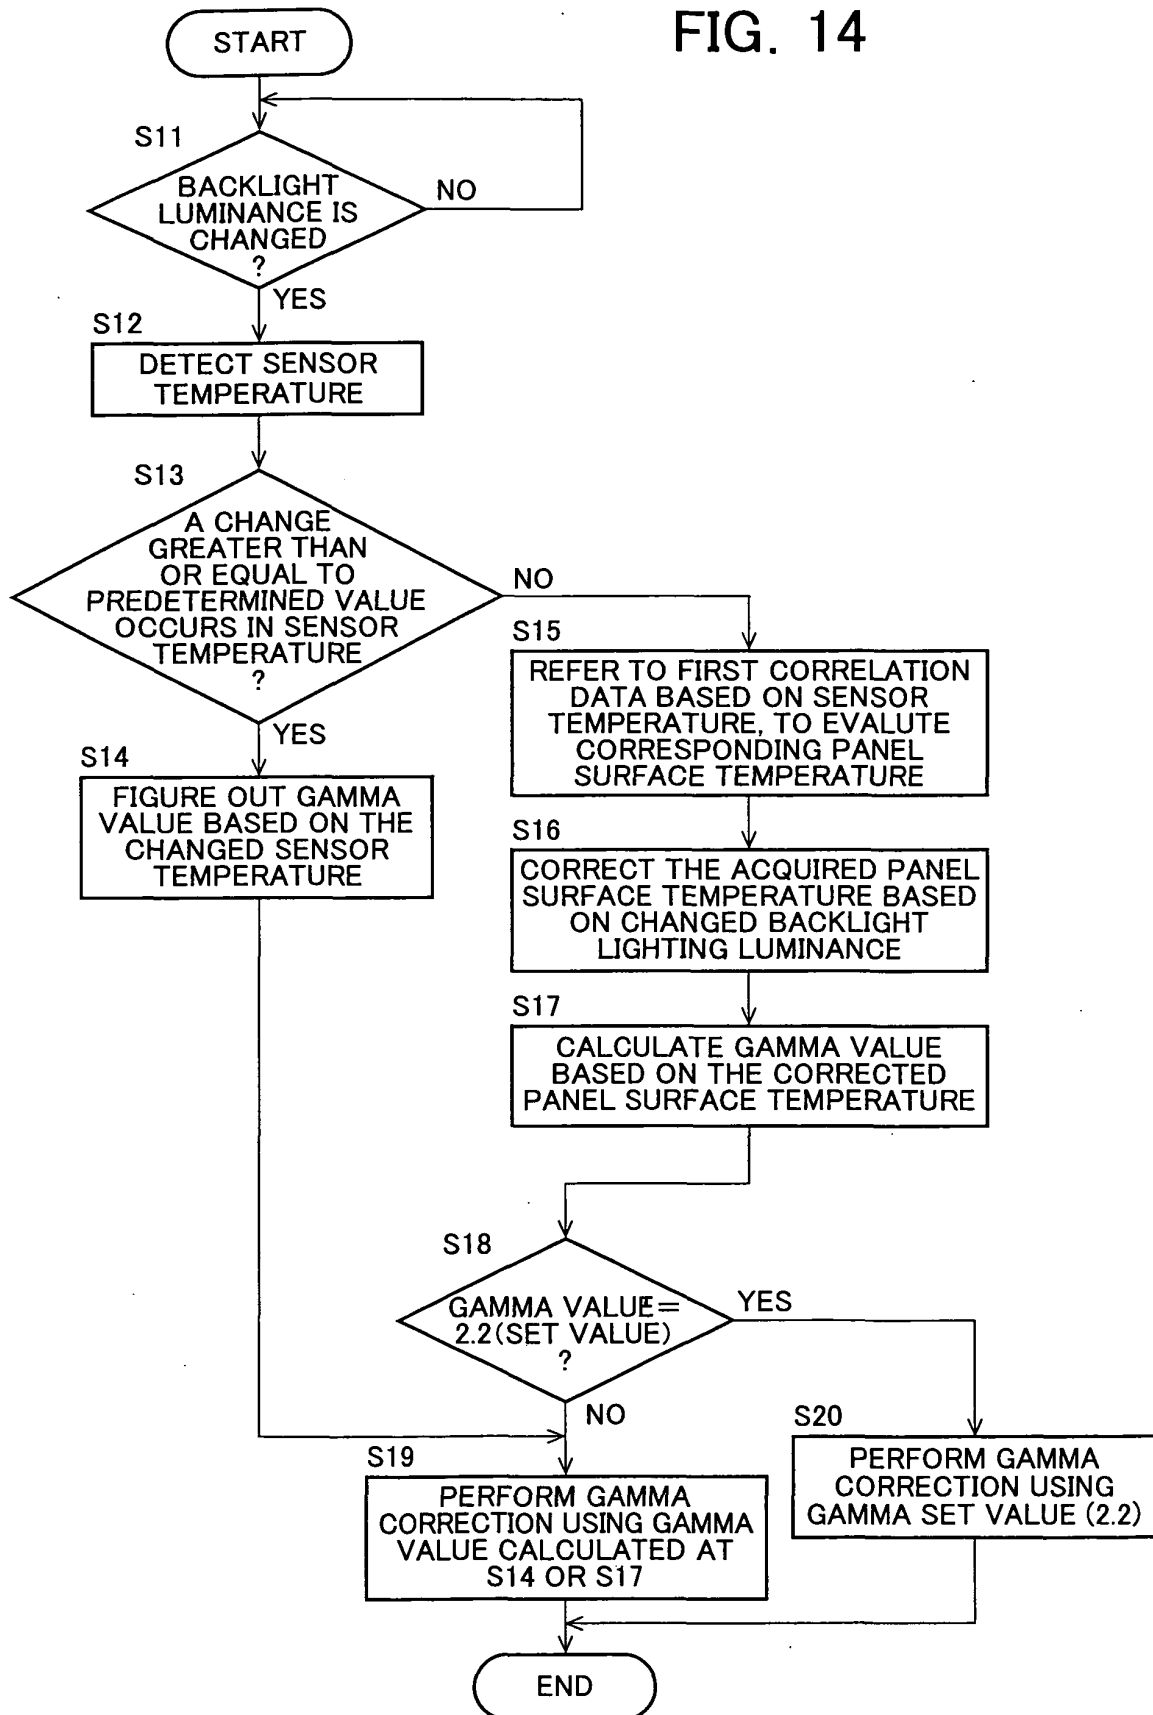 FIG. 14
START
S11
BACKLIGHT
LUMINANCE IS
CHANGED
?
NO
YES
S12
DETECT SENSOR
TEMPERATURE
S13
A CHANGE
GREATER THAN
OR EQUAL TO
PREDETERMINED VALUE
OCCURS IN SENSOR
TEMPERATURE
?
NO
YES
S14
FIGURE OUT GAMMA
VALUE BASED ON THE
CHANGED SENSOR
TEMPERATURE
S15
REFER TO FIRST CORRELATION
DATA BASED ON SENSOR
TEMPERATURE, TO EVALUTE
CORRESPONDING PANEL
SURFACE TEMPERATURE
S16
CORRECT THE ACQUIRED PANEL
SURFACE TEMPERATURE BASED
ON CHANGED BACKLIGHT
LIGHTING LUMINANCE
S17
CALCULATE GAMMA VALUE
BASED ON THE CORRECTED
PANEL SURFACE TEMPERATURE
S18
GAMMA VALUE=
2.2(SET VALUE)
?
YES
NO
S19
PERFORM GAMMA
CORRECTION USING GAMMA
VALUE CALCULATED AT
S14 OR S17
S20
PERFORM GAMMA
CORRECTION USING
GAMMA SET VALUE (2.2)
END